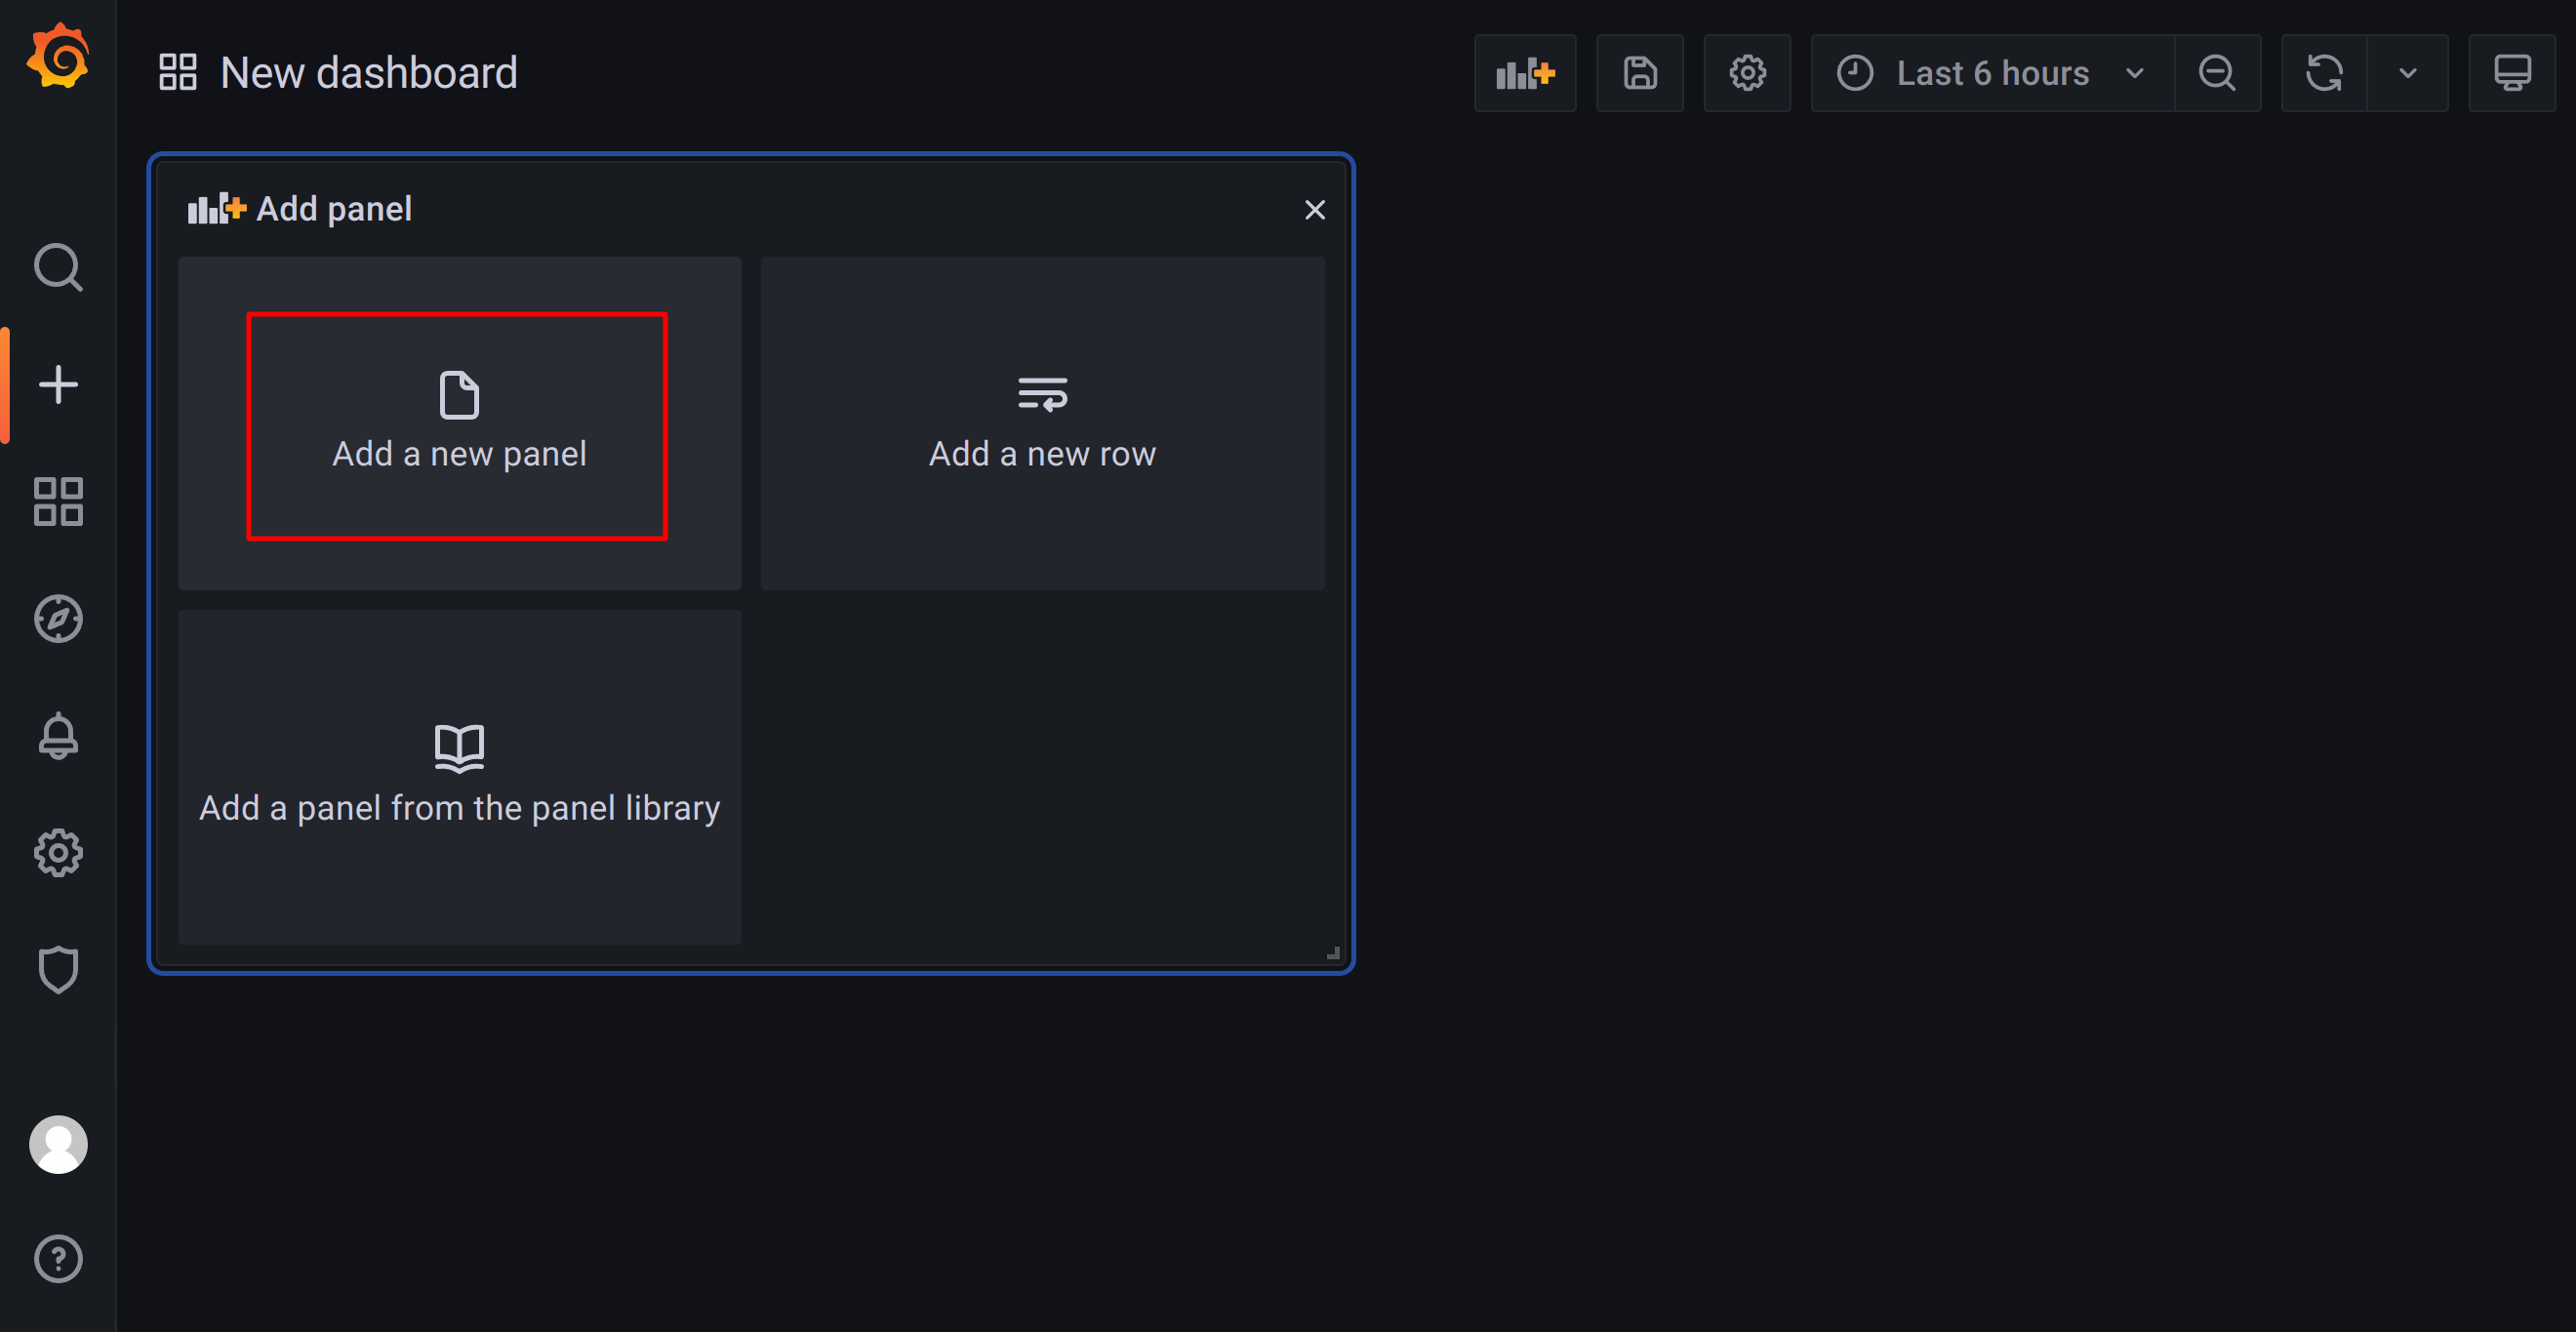 New dashboard
Last 6 hours
Add panel
Add a new panel
Add a new row
Add a panel from the panel library